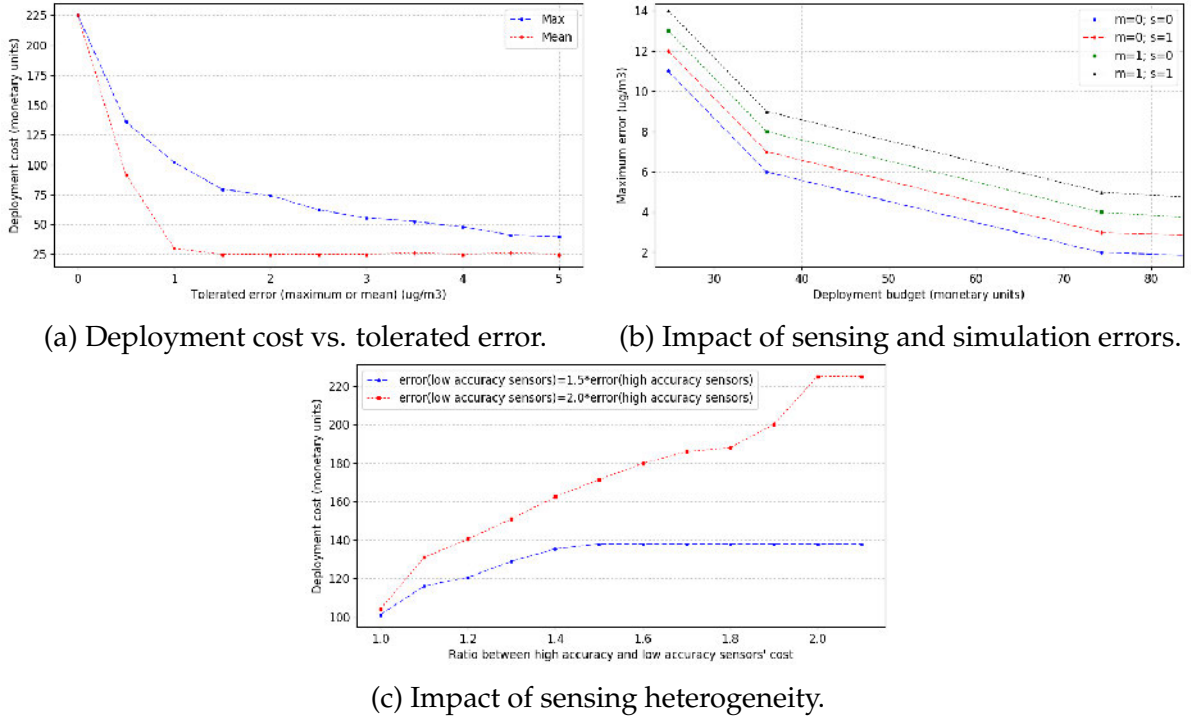 225
200
175
150
125
100
75
50
25
Deployment cost (monetary units)
Max
Mean
0 1 2 3 4 5
Tolerated error (maximum or mean) (ug/m3)
(a) Deployment cost vs. tolerated error.
14
12
10
8
6
4
2
Maximum error (ug/m3)
m=0; s=0
m=0; s=1
m=1; s=0
m=1; s=1
30 40 50 60 70 80
Deployment budget (monetary units)
(b) Impact of sensing and simulation errors.
220
200
180
160
140
120
100
Deployment cost (monetary units)
error(low accuracy sensors)=1.5*error(high accuracy sensors)
error(low accuracy sensors)=2.0*error(high accuracy sensors)
1.0 1.2 1.4 1.6 1.8 2.0
Ratio between high accuracy and low accuracy sensors' cost
(c) Impact of sensing heterogeneity.